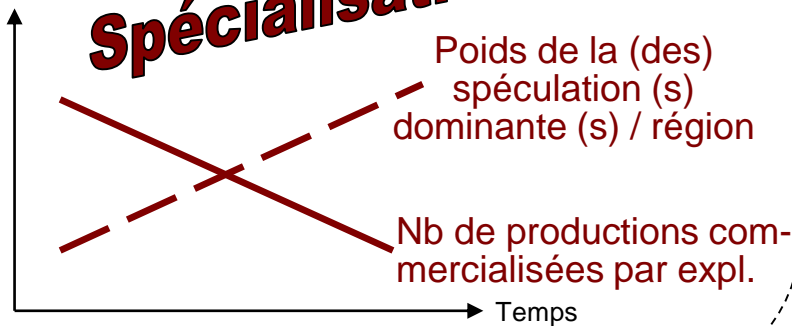 Poids de la (des)
spéculation (s)
dominante (s) / région
Nb de productions com-
mercialisées par expl.
Temps